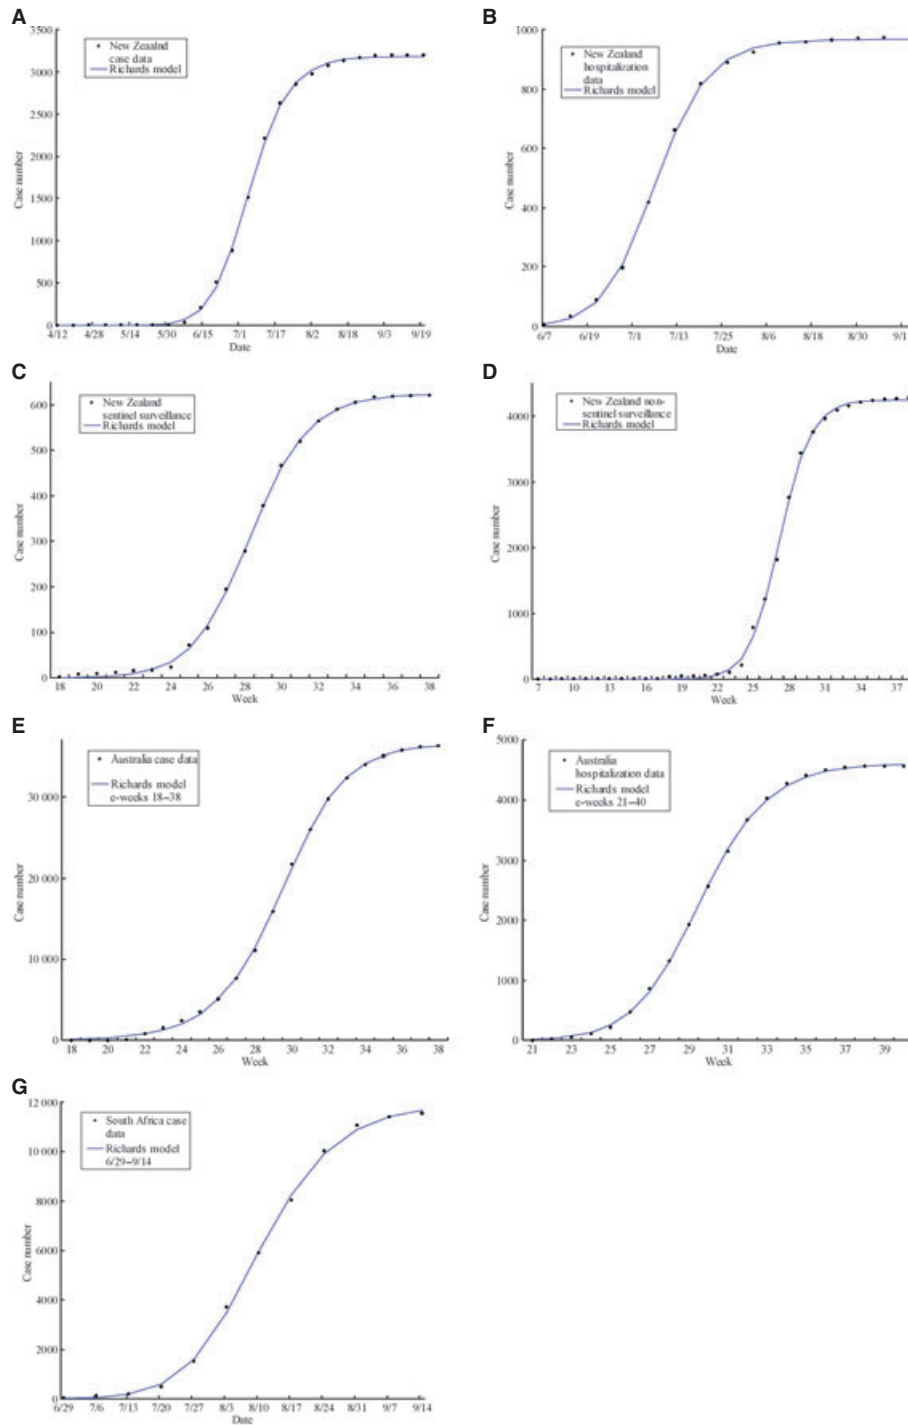 A
3500
3000
2500
2000
1500
1000
500
0
Case number
New Zeaalnd
case data
Richards model
4/12 4/28 5/14 5/30 6/15 7/1 7/17 8/2 8/18 9/3 9/19
Date
B
1000
800
600
400
200
0
Case number
New Zealand
hospitalization
data
Richards model
6/7 6/19 7/1 7/13 7/25 8/6 8/18 8/30
Date
C
600
500
400
300
200
100
0
Case number
New Zealand
sentinel surveillance
Richards model
18 20 22 24 26 28 30 32 34 36 38
Week
D
4000
3000
2000
1000
0
Case number
New Zealand non-
sentinel surveillance
Richards model
7 10 13 16 19 22 25 28 31 34 37
Week
E
30 000
20 000
10 000
0
Case number
Australia case data
Richards model
e-weeks 18–38
18 20 22 24 26 28 30 32 34 36 38
Week
F
5000
4000
3000
2000
1000
0
Case number
Australia
hospitalization data
Richards model
e-weeks 21–40
21 23 25 27 29 31 33 35 37 39
Week
G
12 000
10 000
8000
6000
4000
2000
0
Case number
South Africa case
data
Richards model
6/29–9/14
6/29 7/6 7/13 7/20 7/27 8/3 8/10 8/17 8/24 8/31 9/7 9/14
Date